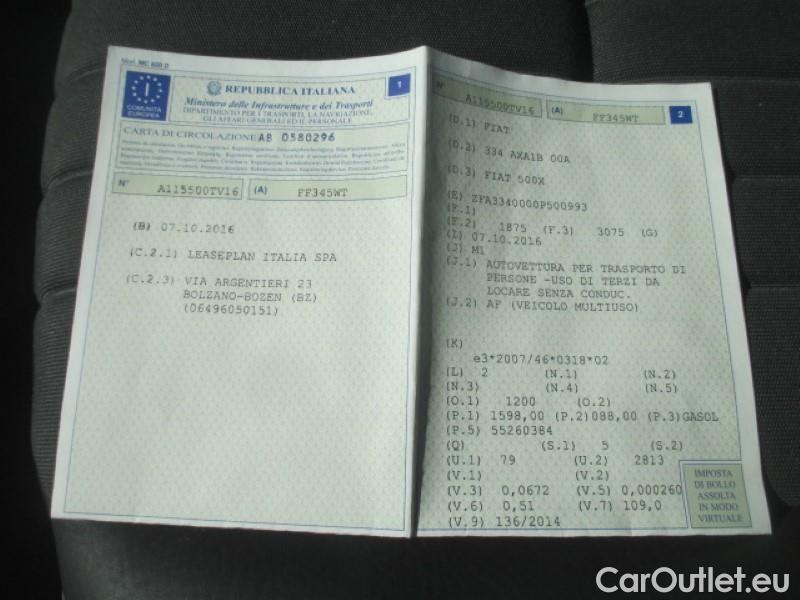 Mod. MC 820 D
I
COMUNITÀ
EUROPEA
REPUBBLICA ITALIANA
1
Ministero delle Infrastrutture e dei Trasporti
DIPARTIMENTO PER I TRASPORTI, LA NAVIGAZIONE,
GLI AFFARI GENERALI ED IL PERSONALE
CARTA DI CIRCOLAZIONE AB 0580296
N° A115500TV16 (A) FF345WT
(B) 07.10.2016
(C.2.1) LEASEPLAN ITALIA SPA
(C.2.3) VIA ARGENTIERI 23
BOLZANO-BOZEN (BZ)
(06496050151)
N° A115500TV16 (A) FF345WT 2
(D.1) FIAT
(D.2) 334 AXA1B 00A
(D.3) FIAT 500X
(E) ZFA3340000P500993
(F.1)
(F.2) 1875 (F.3) 3075 (G)
(I) 07.10.2016
(J) M1
(J.1) AUTOVETTURA PER TRASPORTO DI
PERSONE -USO DI TERZI DA
LOCARE SENZA CONDUC.
(J.2) AF (VEICOLO MULTIUSO)
(K)
e3*2007/46*0318*02
(L) 2 (N.1) (N.2)
(N.3) (N.4) (N.5)
(O.1) 1200 (O.2)
(P.1) 1598,00 (P.2)088,00 (P.3)GASOL
(P.5) 55260384
(Q) (S.1) 5 (S.2)
(U.1) 79 (U.2) 2813
(V.1) (V.2)
(V.3) 0,0672 (V.5) 0,000260
(V.6) 0,51 (V.7) 109,0
(V.9) 136/2014
IMPOSTA
DI BOLLO
ASSOLTA
IN MODO
VIRTUALE
CarOutlet.eu